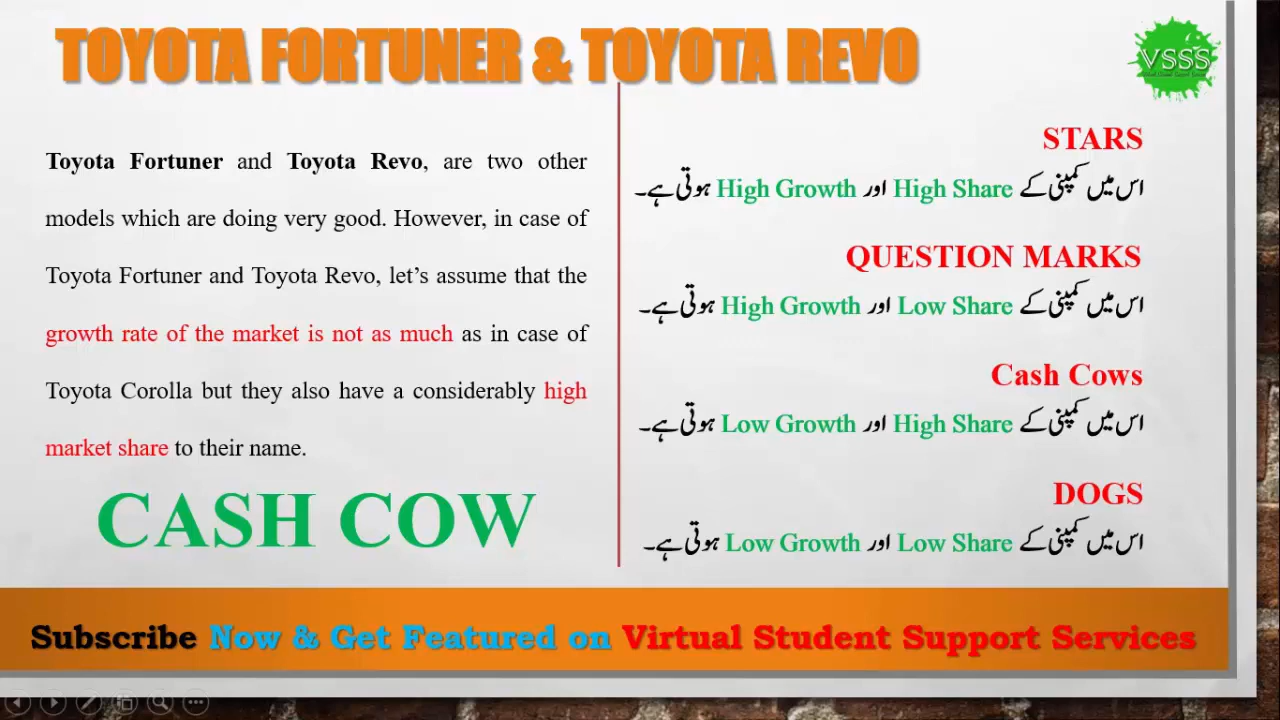 TOYOTA FORTUNER & TOYOTA REVO
VSSS
Toyota Fortuner and Toyota Revo, are two other
models which are doing very good. However, in case of
Toyota Fortuner and Toyota Revo, let’s assume that the
growth rate of the market is not as much as in case of
Toyota Corolla but they also have a considerably high
market share to their name.
CASH COW
STARS
اس میں کمپنی کے High Share اور High Growth ہوتی ہے۔
QUESTION MARKS
اس میں کمپنی کے Low Share اور High Growth ہوتی ہے۔
Cash Cows
اس میں کمپنی کے High Share اور Low Growth ہوتی ہے۔
DOGS
اس میں کمپنی کے Low Share اور Low Growth ہوتی ہے۔
Subscribe Now & Get Featured on Virtual Student Support Services